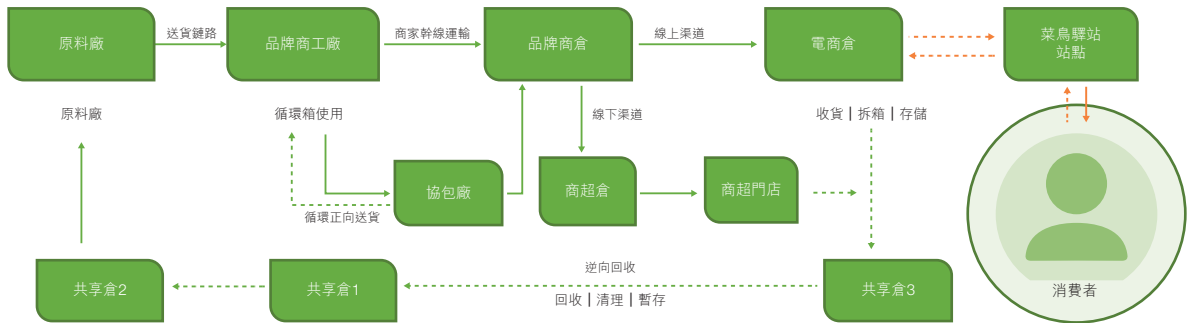 原料廠
送貨鏈路
品牌商工廠
商家幹線運輸
品牌商倉
線上渠道
電商倉
菜鳥驛站
站點
原料廠
循環箱使用
線下渠道
收貨 | 拆箱 | 存儲
協包廠
商超倉
商超門店
循環正向送貨
逆向回收
共享倉2
共享倉1
回收 | 清理 | 暫存
共享倉3
消費者